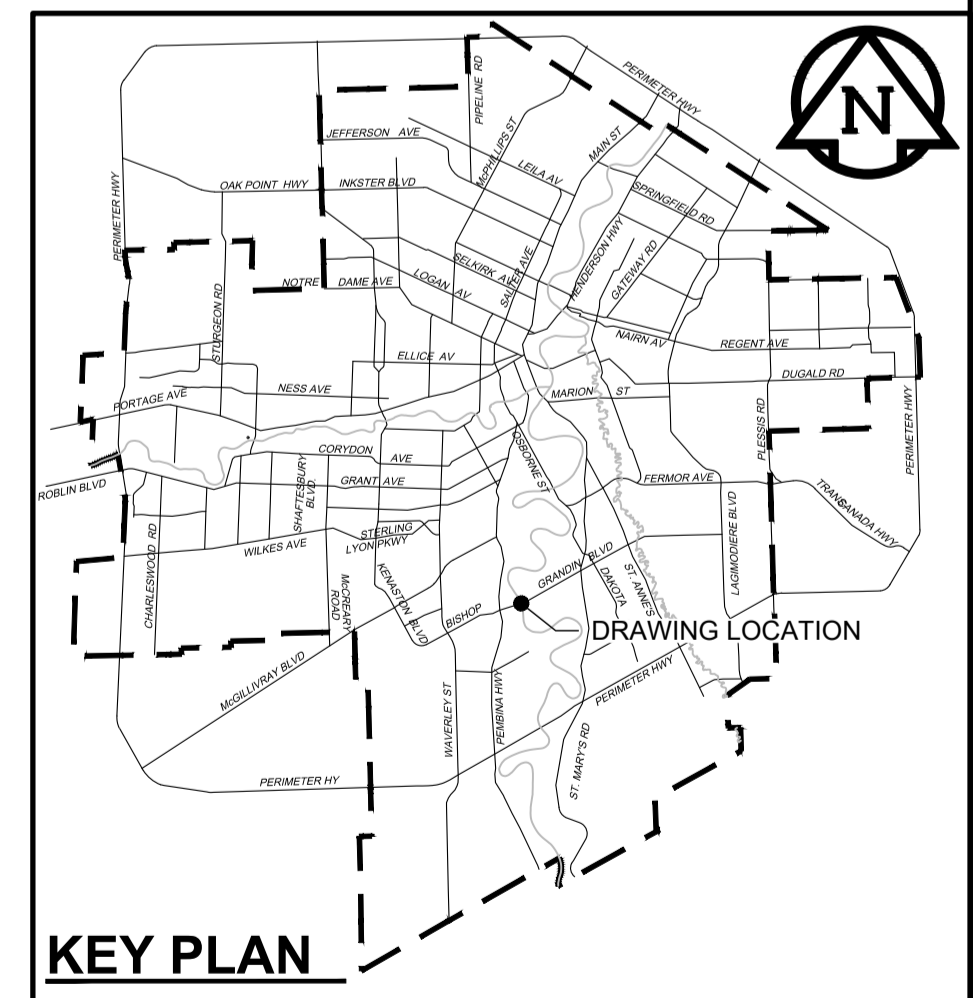 N
PERIMETER HWY
PIPELINE RD
McPHILLIPS ST
MAIN ST
JEFFERSON AVE
LEILA AV
OAK POINT HWY
INKSTER BLVD
SPRINGFIELD RD
PERIMETER HWY
HENDERSON HWY
GATEWAY RD
SELKIRK AV
SALTER AVE
NOTRE DAME AVE
LOGAN AV
STURGEON RD
NAIRN AV
REGENT AVE
ELLICE AV
DUGALD RD
NESS AVE
MARION ST
PORTAGE AVE
PLESSIS RD
PERIMETER HWY
OSBORNE ST
CORYDON AVE
GRANT AVE
FERMOR AVE
ROBLIN BLVD
SHAFTESBURY
BLVD.
TRANSCANADA HWY
LAGIMODIERE BLVD
STERLING
LYON PKWY
WILKES AVE
CHARLESWOOD RD
McCREARY
ROAD
KENASTON BLVD
BISHOP
GRANDIN BLVD
DAKOTA
ST. ANNE'S
DRAWING LOCATION
McGILLIVRAY BLVD
WAVERLEY ST
PEMBINA HWY
PERIMETER HWY
ST. MARY'S RD
PERIMETER HY
KEY PLAN